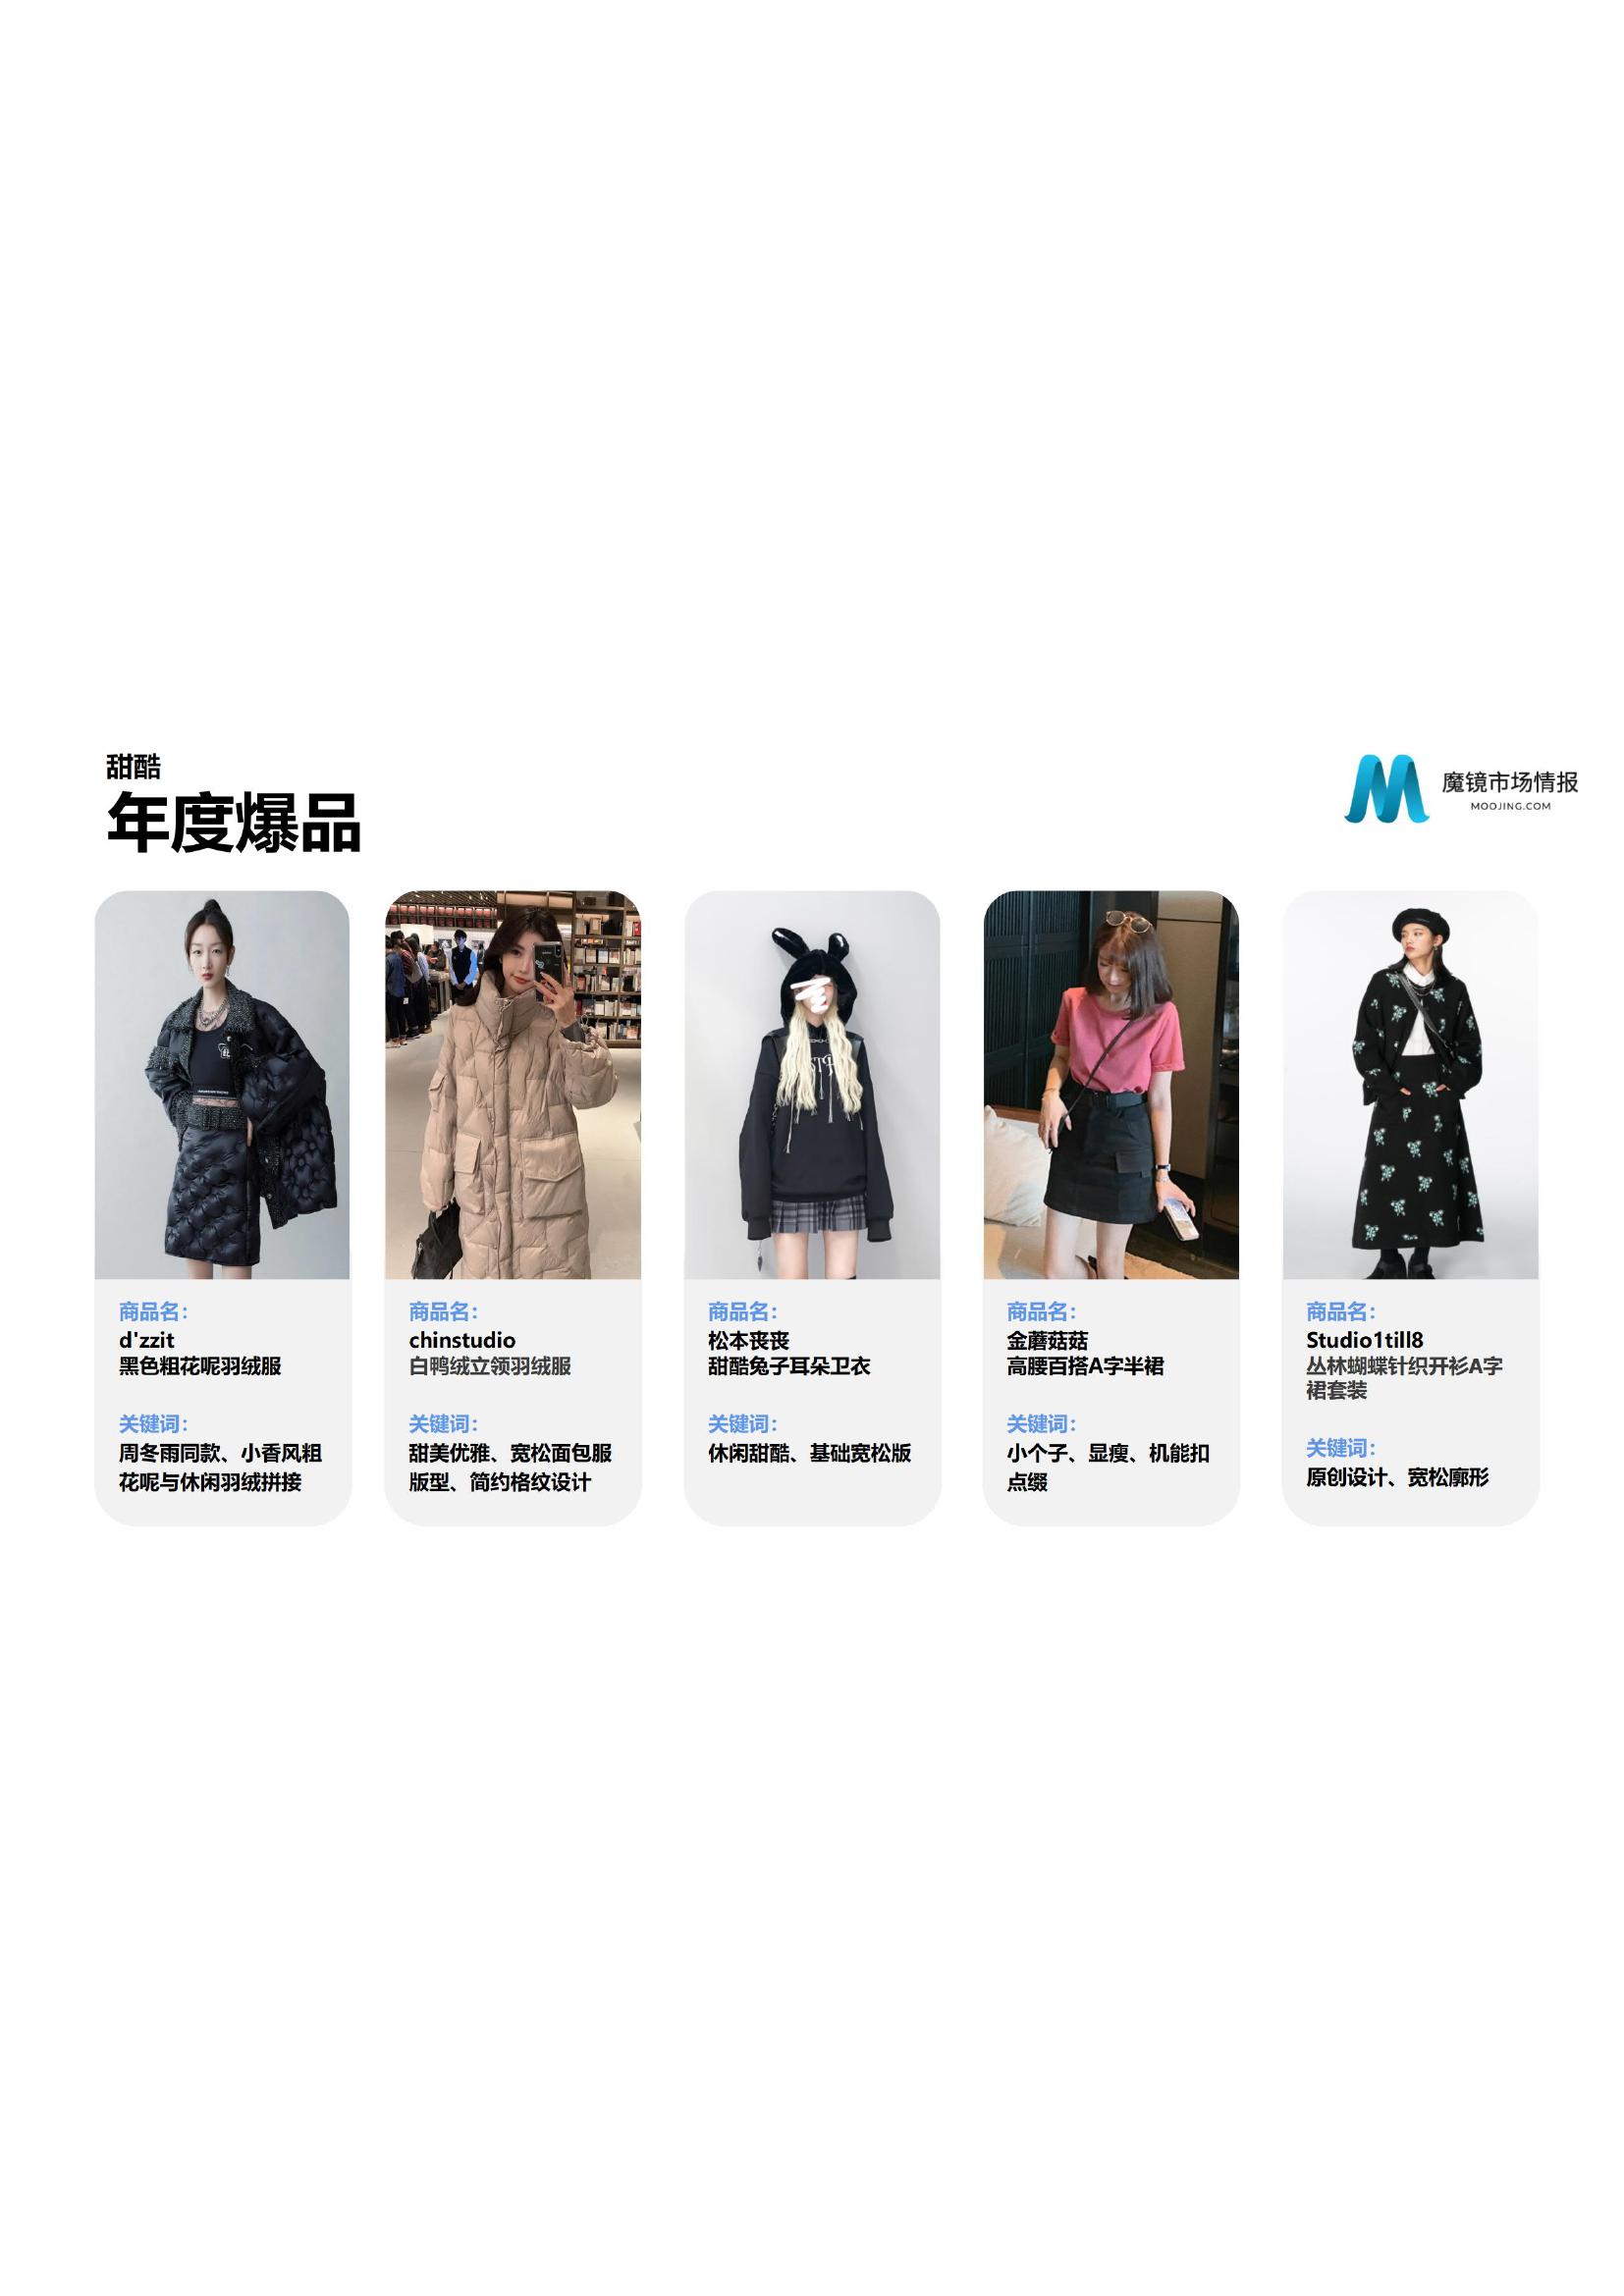 甜酷
年度爆品
魔镜市场情报
MOOJING.COM
商品名：
d'zzit
黑色粗花呢羽绒服
关键词：
周冬雨同款、小香风粗
花呢与休闲羽绒拼接
商品名：
chinstudio
白鸭绒立领羽绒服
关键词：
甜美优雅、宽松面包服
版型、简约格纹设计
商品名：
松本丧丧
甜酷兔子耳朵卫衣
关键词：
休闲甜酷、基础宽松版
商品名：
金蘑菇菇
高腰百搭A字半裙
关键词：
小个子、显瘦、机能扣
点缀
商品名：
Studio1till8
丛林蝴蝶针织开衫A字
裙套装
关键词：
原创设计、宽松廓形